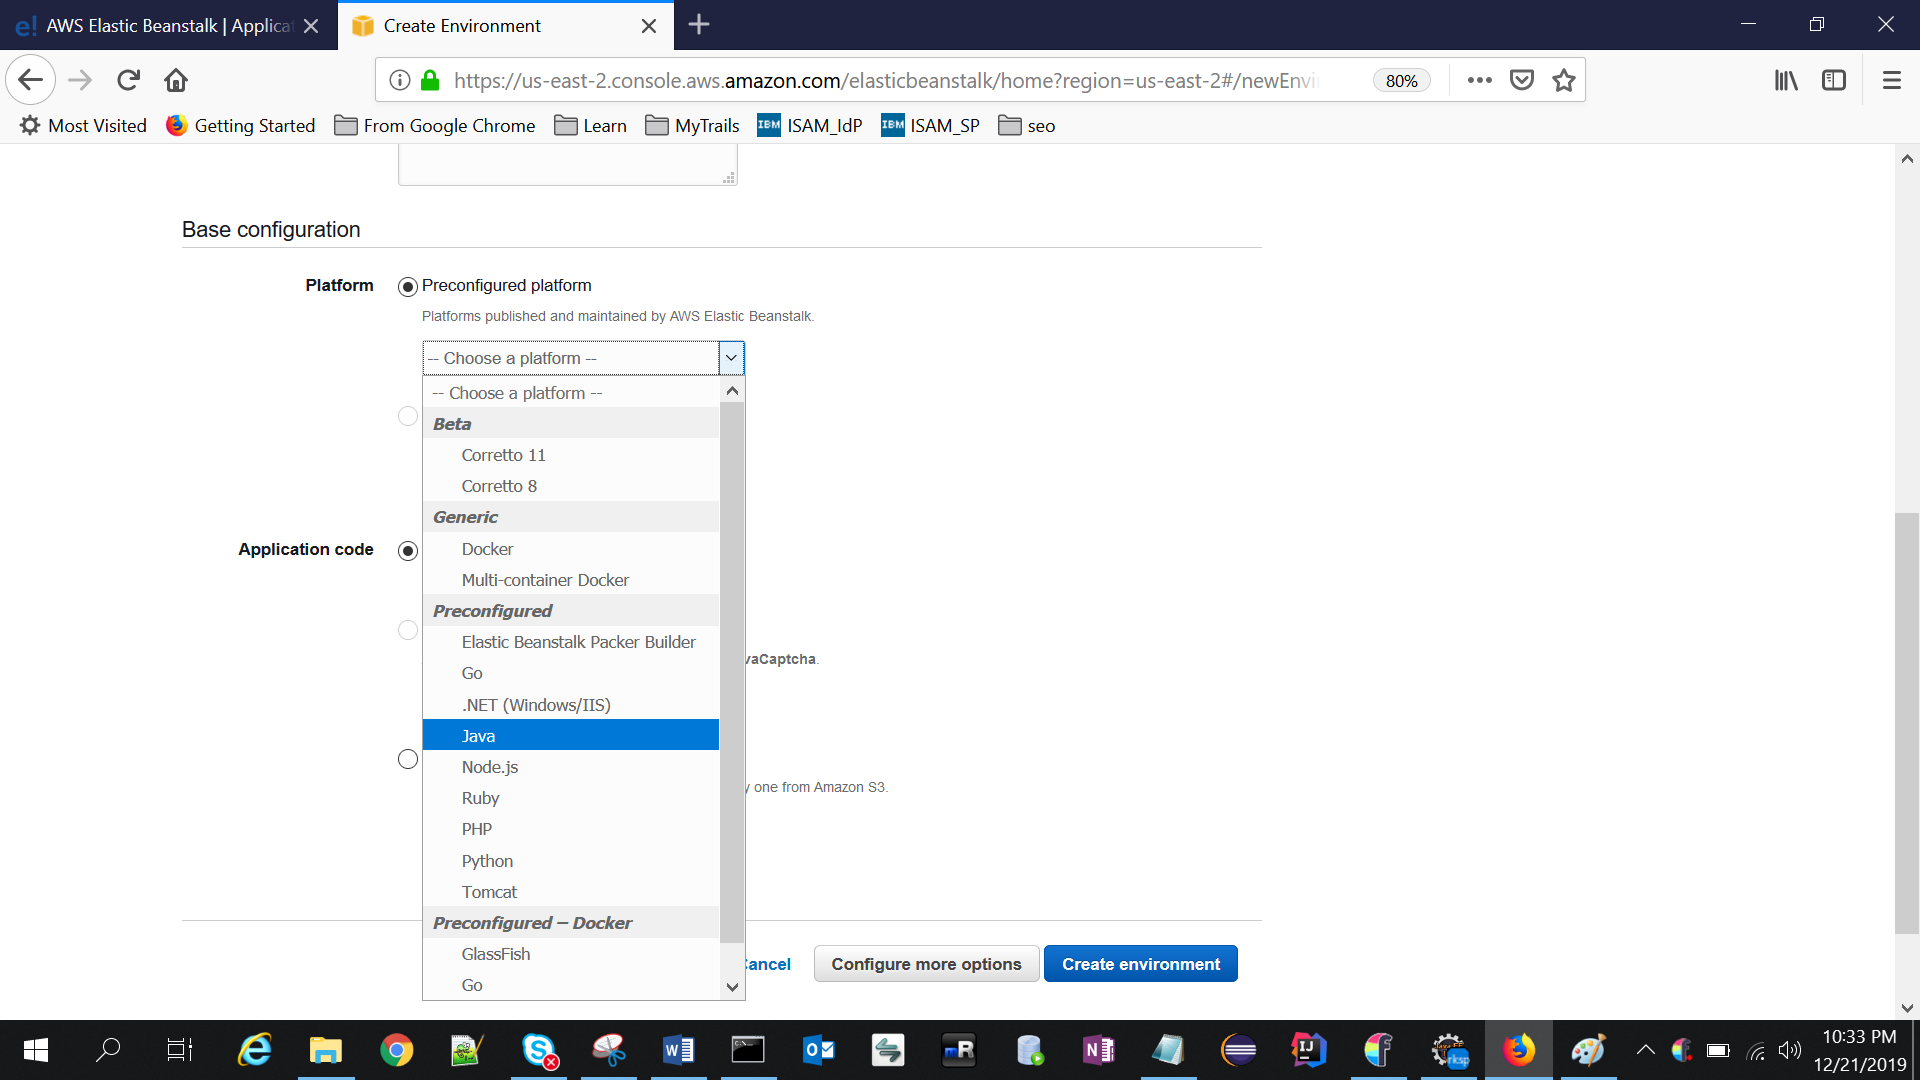 AWS Elastic Beanstalk | Applicat
Create Environment
https://us-east-2.console.aws.amazon.com/elasticbeanstalk/home?region=us-east-2#/newEnvi
80%
Most Visited
Getting Started
From Google Chrome
Learn
MyTrails
IBM ISAM_IdP
IBM ISAM_SP
seo
Base configuration
Platform
Preconfigured platform
Platforms published and maintained by AWS Elastic Beanstalk.
-- Choose a platform --
-- Choose a platform --
Beta
Corretto 11
Corretto 8
Generic
Docker
Application code
Multi-container Docker
Preconfigured
Elastic Beanstalk Packer Builder
vaCaptcha.
Go
.NET (Windows/IIS)
Java
Node.js
y one from Amazon S3.
Ruby
PHP
Python
Tomcat
Preconfigured – Docker
GlassFish
Cancel
Configure more options
Create environment
Go
10:33 PM
12/21/2019